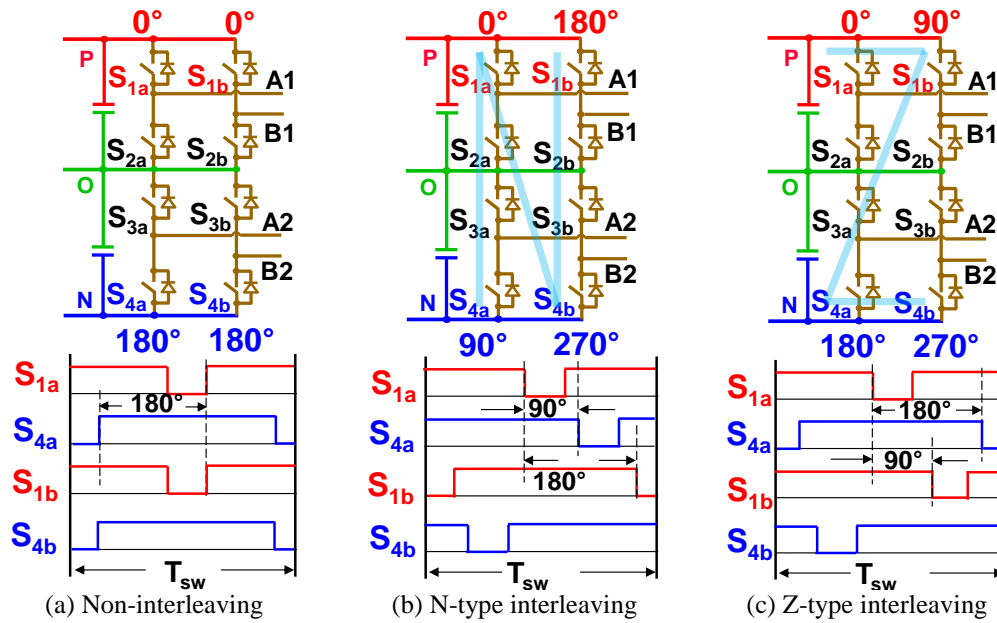 0° 0°
P
S1a S1b A1
B1
S2a S2b
O
S3a S3b A2
B2
N S4a S4b
180° 180°
S1a
180°
S4a
S1b
S4b
Tsw
(a) Non-interleaving
0° 180°
P
S1a S1b A1
B1
S2a S2b
O
S3a S3b A2
B2
N S4a S4b
90° 270°
S1a
90°
S4a
180°
S1b
S4b
Tsw
(b) N-type interleaving
0° 90°
P
S1a S1b A1
B1
S2a S2b
O
S3a S3b A2
B2
N S4a S4b
180° 270°
S1a
180°
S4a
90°
S1b
S4b
Tsw
(c) Z-type interleaving